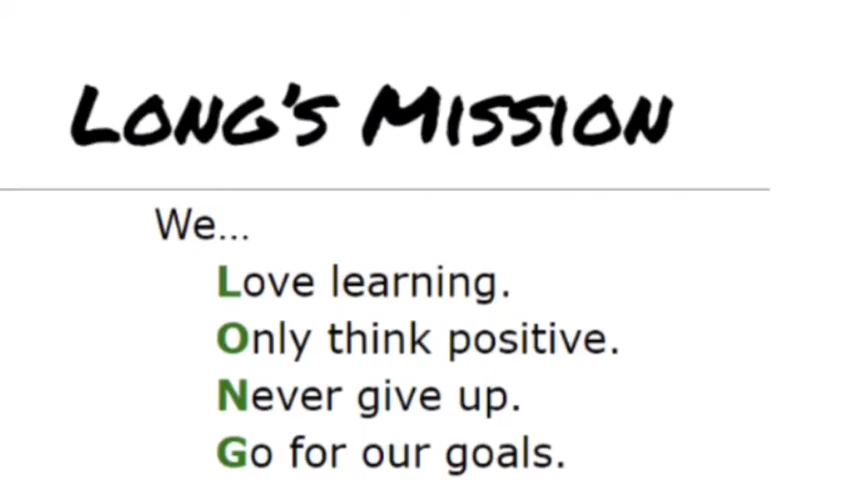 Long's Mission
We...
Love learning.
Only think positive.
Never give up.
Go for our goals.